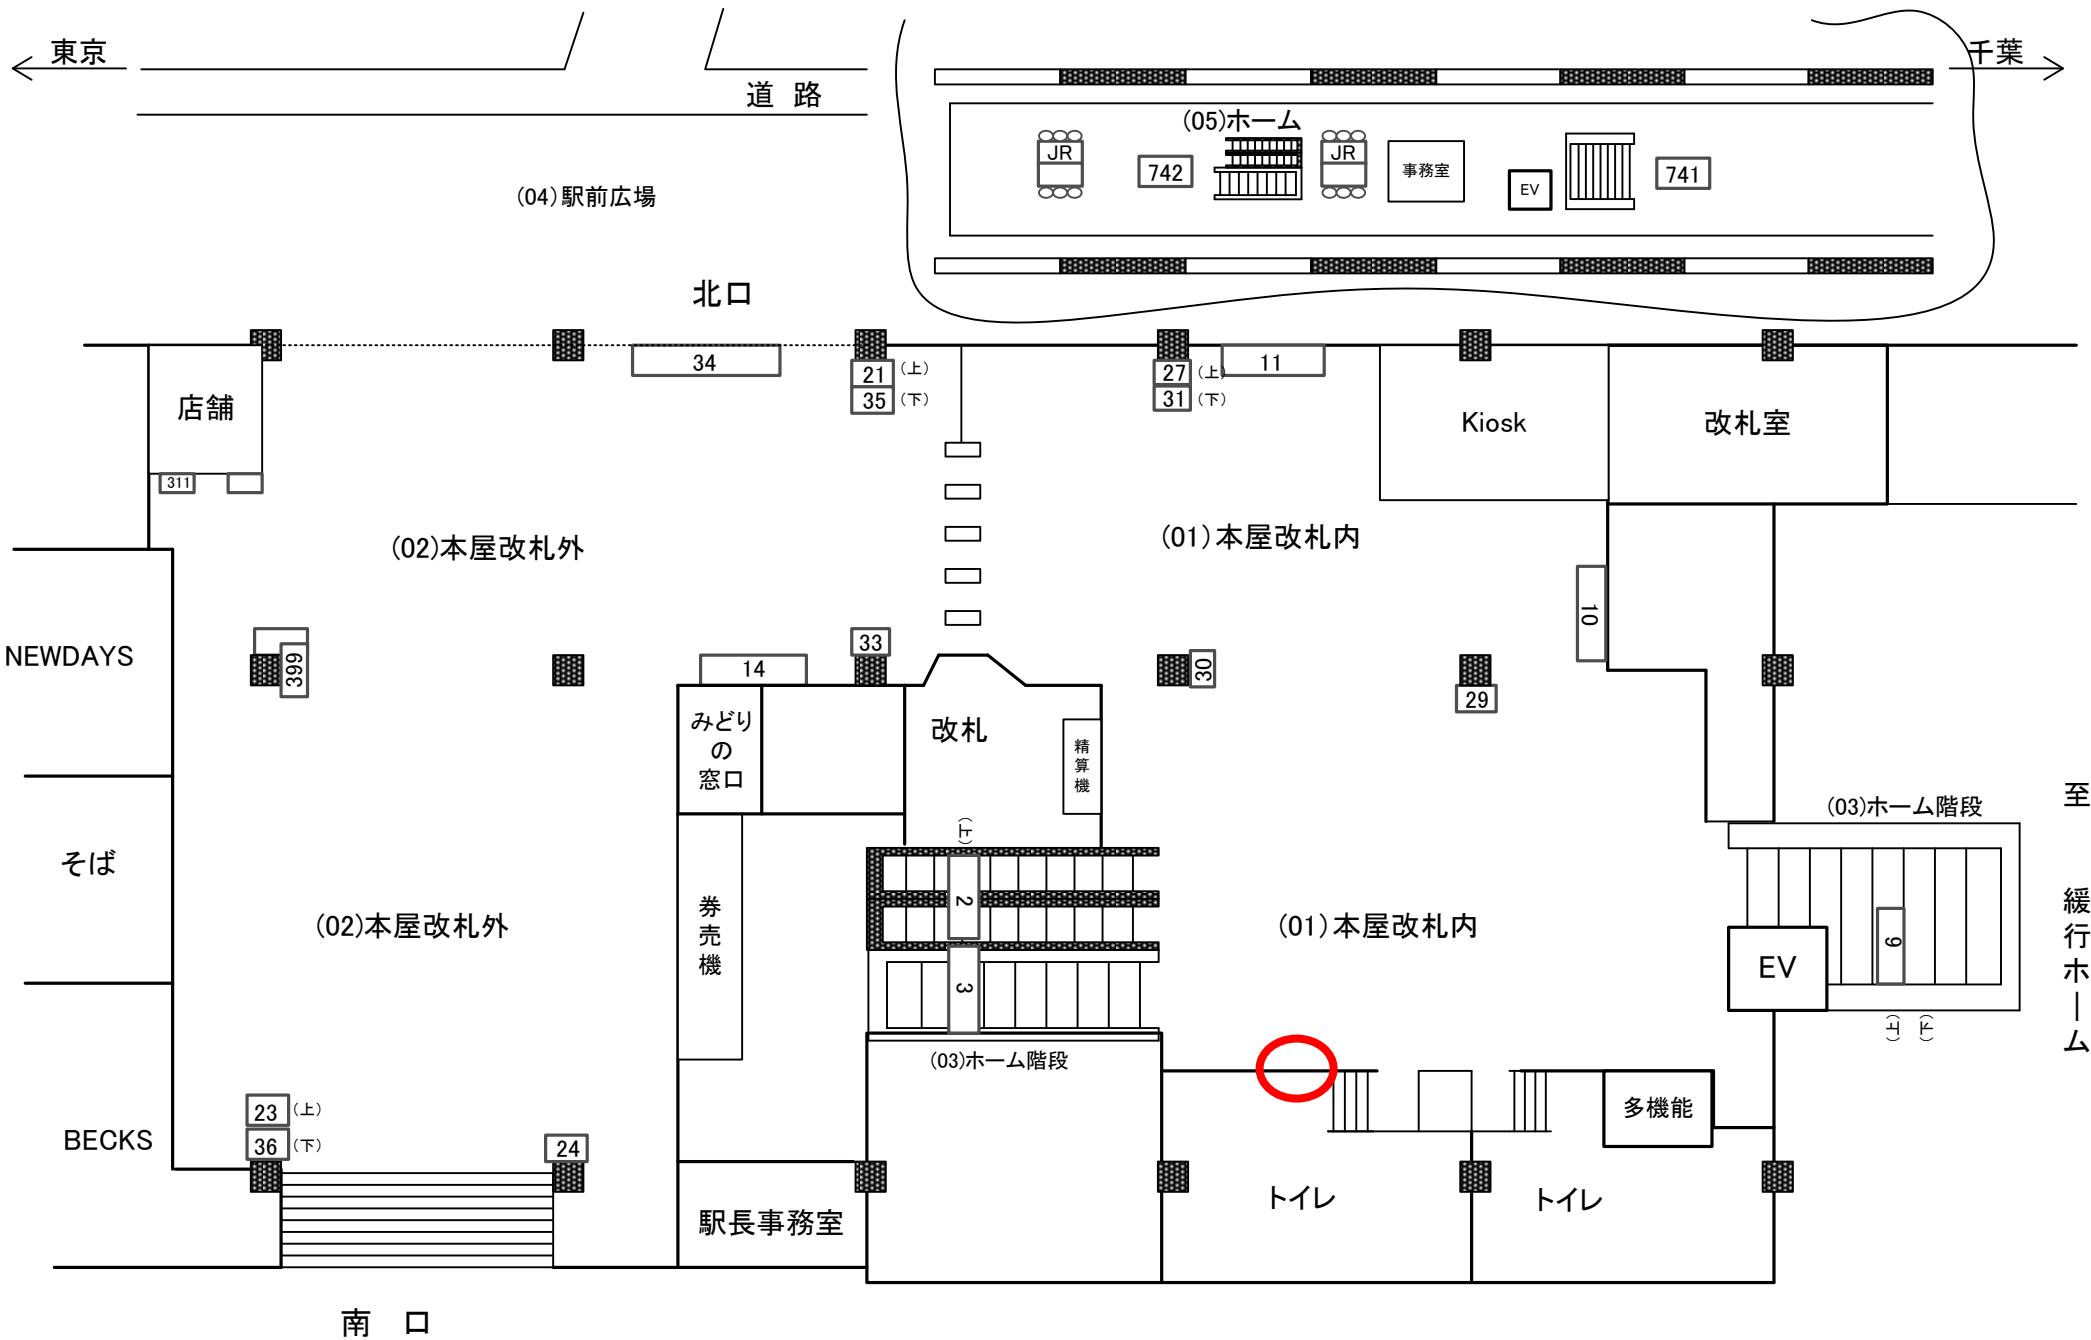 東京
千葉
道 路
(05)ホーム
JR
742
JR
事務室
EV
741
(04)駅前広場
北口
34
21
(上)
35
(下)
27
(上)
31
(下)
11
店舗
Kiosk
改札室
311
(02)本屋改札外
(01)本屋改札内
10
NEWDAYS
399
33
14
30
29
みどり
の
窓口
改札
精算機
至 緩行ホーム
(03)ホーム階段
(上)
そば
2
券売機
(02)本屋改札外
(01)本屋改札内
9
EV
3
(上)
(下)
(03)ホーム階段
23
(上)
36
(下)
24
BECKS
多機能
トイレ
トイレ
駅長事務室
南 口